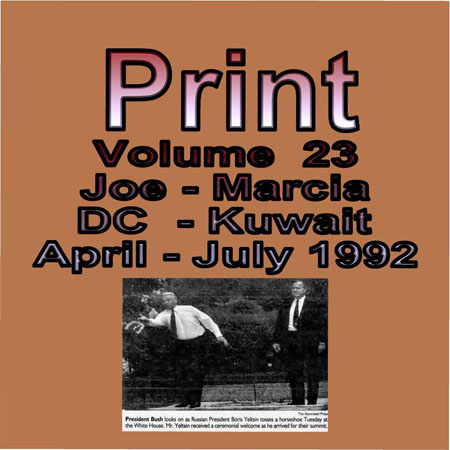 Print
Volume 23
Joe - Marcia
DC - Kuwait
April - July 1992
The Associated Press
President Bush looks on as Russian President Boris Yeltsin tosses a horseshoe Tuesday at
the White House. Mr. Yeltsin received a ceremonial welcome as he arrived for their summit.